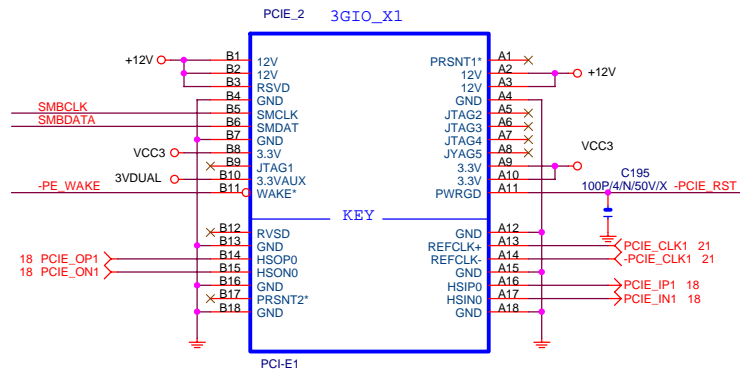 PCIE_2 3GIO_X1
+12V B1 12V PRSNT1* A1
B2 12V 12V A2 +12V
B3 RSVD 12V A3
B4 GND GND A4
SMBCLK B5 SMCLK JTAG2 A5
SMBDATA B6 SMDAT JTAG3 A6
B7 GND JTAG4 A7
VCC3 B8 3.3V JYAG5 A8 VCC3
B9 JTAG1 3.3V A9
3VDUAL B10 3.3VAUX 3.3V A10 C195
-PE_WAKE B11 WAKE* PWRGD A11 100P/4/N/50V/X -PCIE_RST
KEY
B12 RVSD GND A12
B13 GND REFCLK+ A13 PCIE_CLK1 21
18 PCIE_OP1 B14 HSOP0 REFCLK- A14 -PCIE_CLK1 21
18 PCIE_ON1 B15 HSON0 GND A15
B16 GND HSIP0 A16 PCIE_IP1 18
B17 PRSNT2* HSIN0 A17 PCIE_IN1 18
B18 GND GND A18
PCI-E1